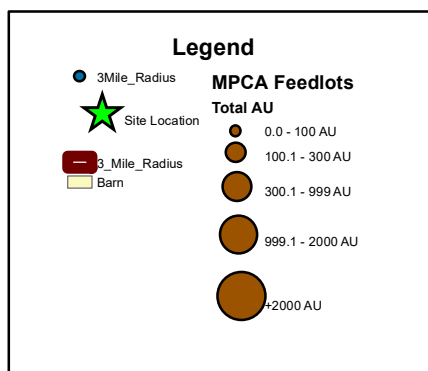 Legend
3Mile_Radius
Site Location
3_Mile_Radius
Barn
MPCA Feedlots
Total AU
0.0 - 100 AU
100.1 - 300 AU
300.1 - 999 AU
999.1 - 2000 AU
+2000 AU